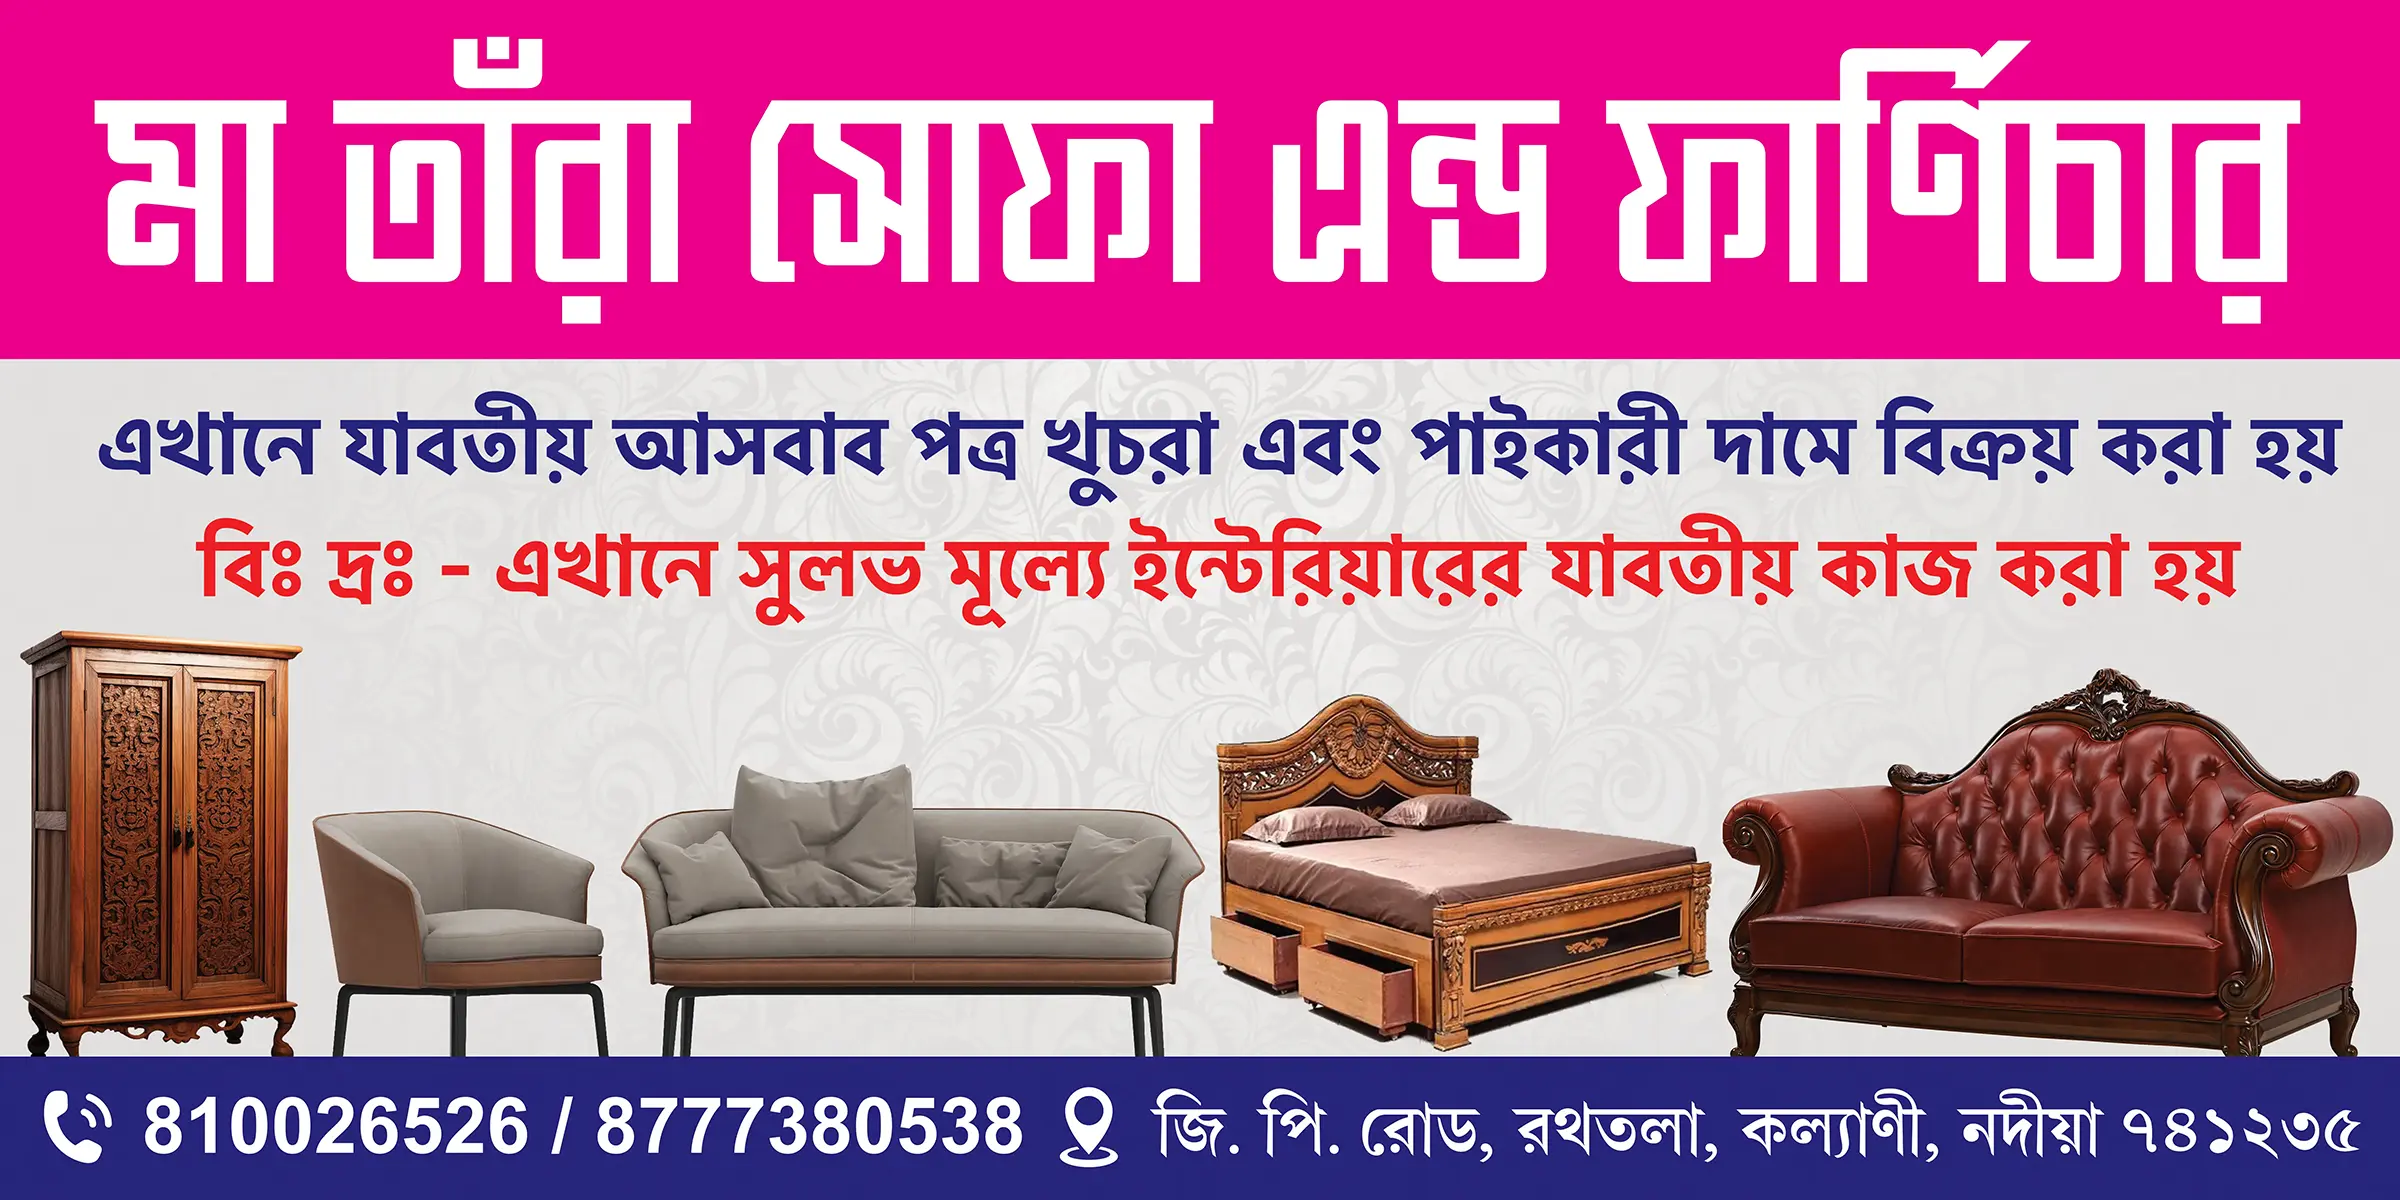 মা তাঁরা সোফা এন্ড ফার্ণিচার
এখানে যাবতীয় আসবাব পত্র খুচরা এবং পাইকারী দামে বিক্রয় করা হয়
বিঃ দ্রঃ - এখানে সুলভ মূল্যে ইন্টেরিয়ারের যাবতীয় কাজ করা হয়
810026526 / 8777380538 জি. পি. রোড, রথতলা, কল্যাণী, নদীয়া ৭৪১২৩৫